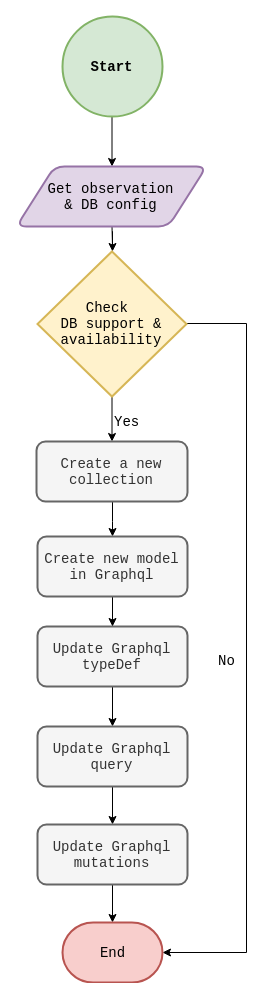 Start
Get observation
& DB config
Check
DB support &
availability
Yes
Create a new
collection
Create new model
in Graphql
Update Graphql
typeDef
No
Update Graphql
query
Update Graphql
mutations
End